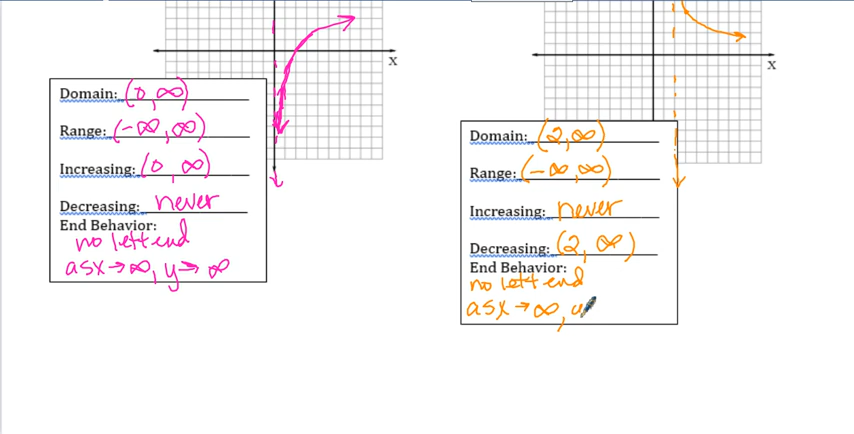 x
Domain: (0, ∞)
Range: (-∞, ∞)
Increasing: (0, ∞)
Decreasing: never
End Behavior:
no left end
as x → ∞, y → ∞
x
Domain: (2, ∞)
Range: (-∞, ∞)
Increasing: never
Decreasing: (2, ∞)
End Behavior:
no left end
as x → ∞,